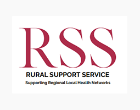 RSS
RURAL SUPPORT SERVICE
Supporting Regional Local Health Networks